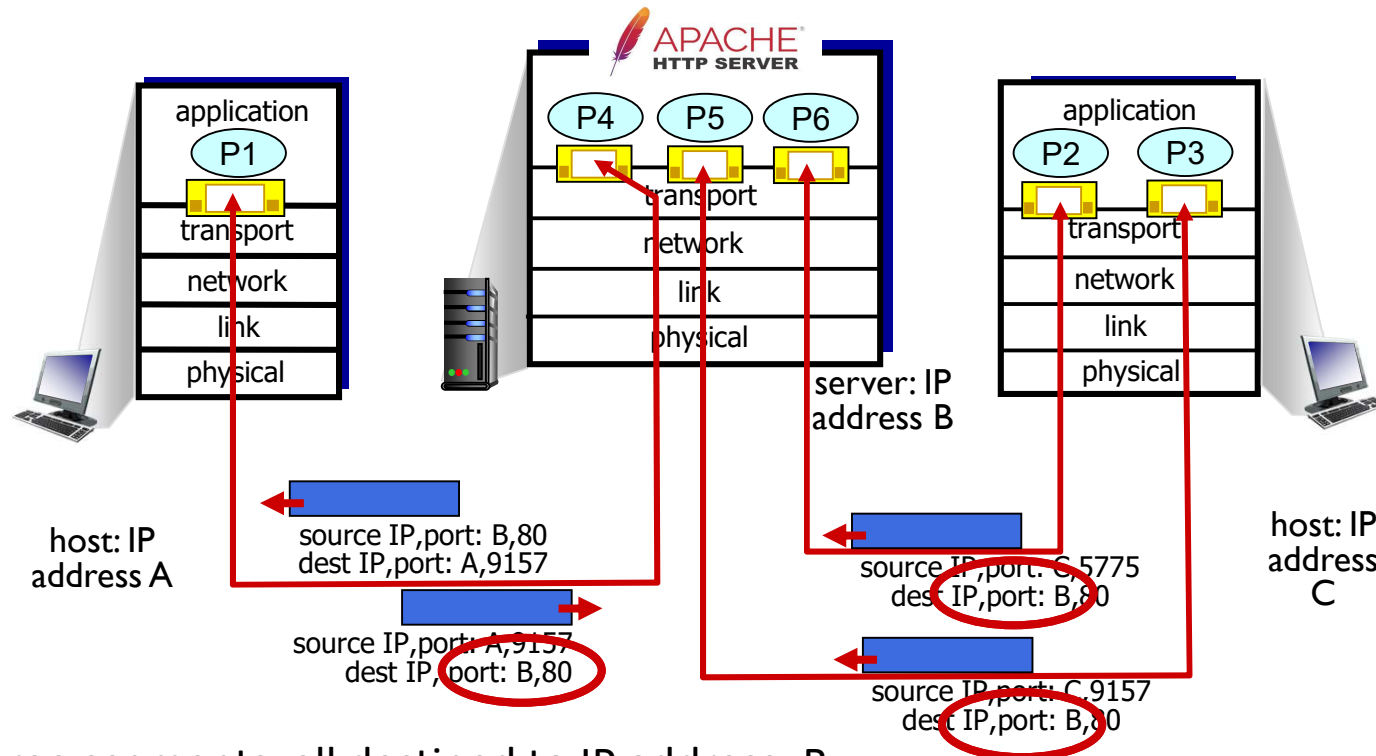 APACHE
HTTP SERVER
application
P1
transport
network
link
physical
P4
P5
P6
transport
network
link
physical
application
P2
P3
transport
network
link
physical
server: IP
address B
host: IP
address A
source IP,port: B,80
dest IP,port: A,9157
source IP,port: A,9157
dest IP, port: B,80
source IP,port: C,5775
dest IP,port: B,80
source IP,port: C,9157
dest IP,port: B,80
host: IP
address
C